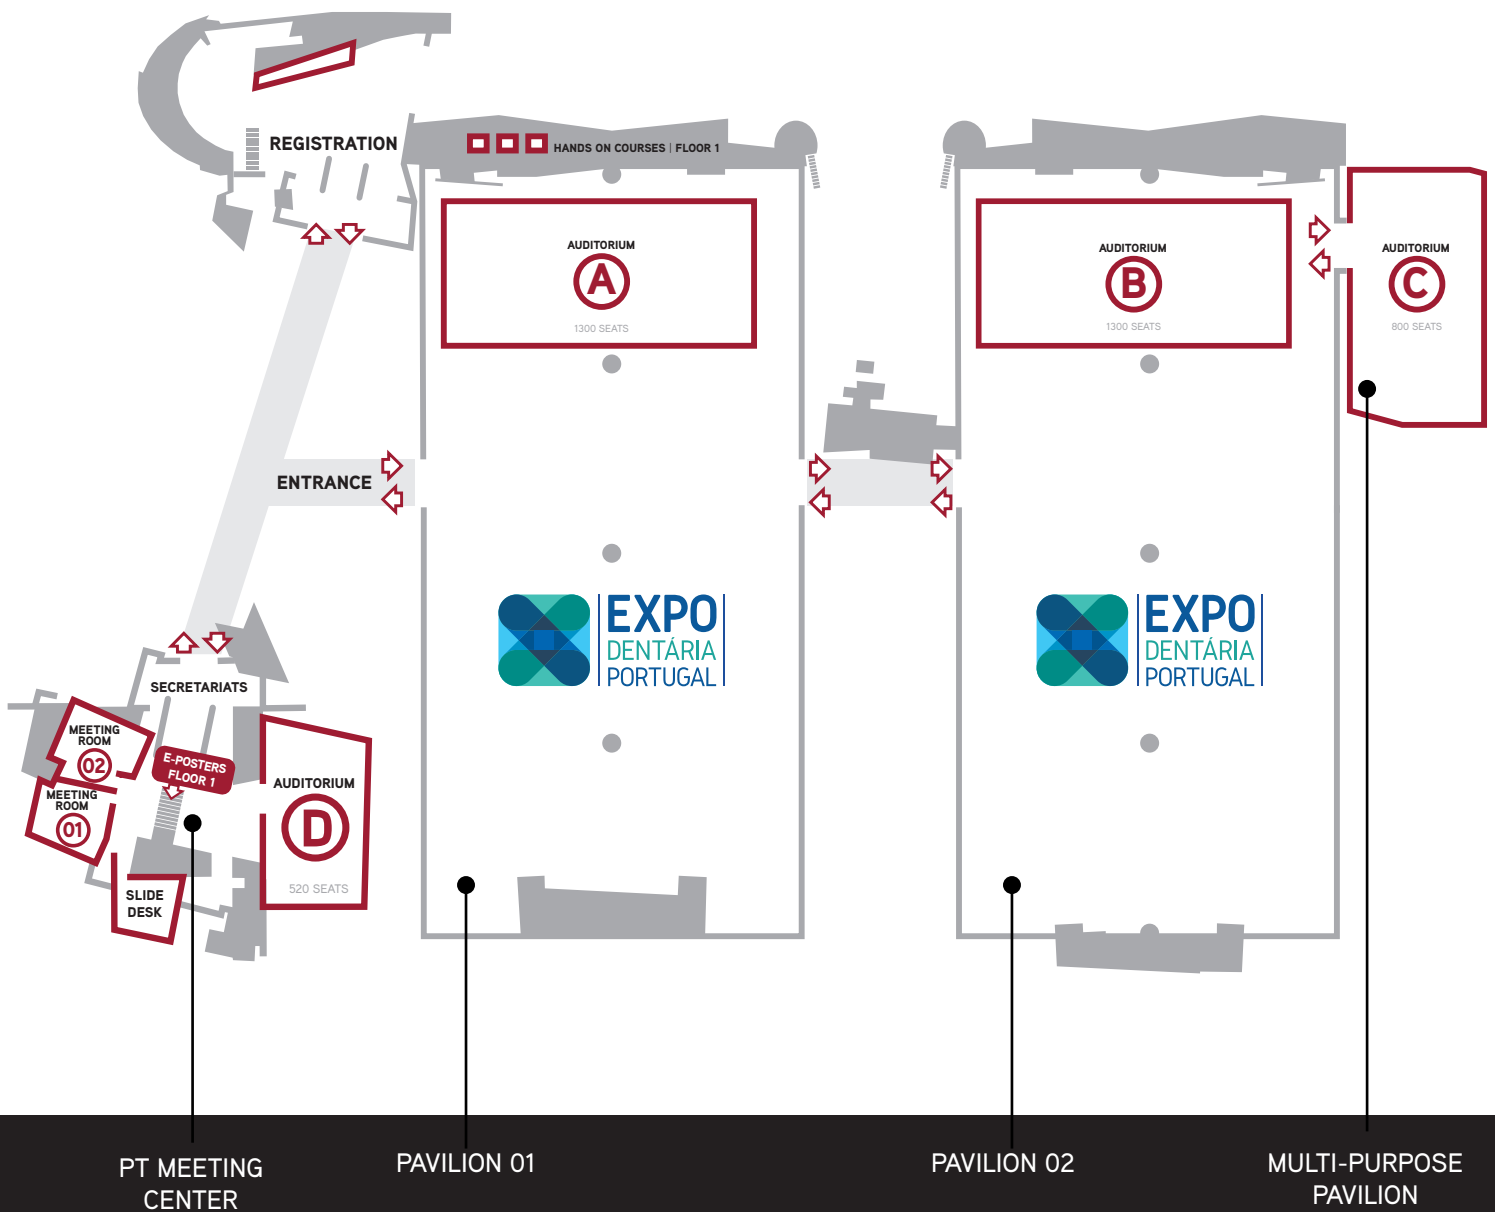 REGISTRATION
HANDS ON COURSES | FLOOR 1
AUDITORIUM
A
1300 SEATS
AUDITORIUM
B
1300 SEATS
AUDITORIUM
C
800 SEATS
ENTRANCE
EXPO
DENTÁRIA
PORTUGAL
EXPO
DENTÁRIA
PORTUGAL
SECRETARIATS
MEETING
ROOM
02
E-POSTERS
FLOOR 1
MEETING
ROOM
01
AUDITORIUM
D
520 SEATS
SLIDE
DESK
PT MEETING
CENTER
PAVILION 01
PAVILION 02
MULTI-PURPOSE
PAVILION